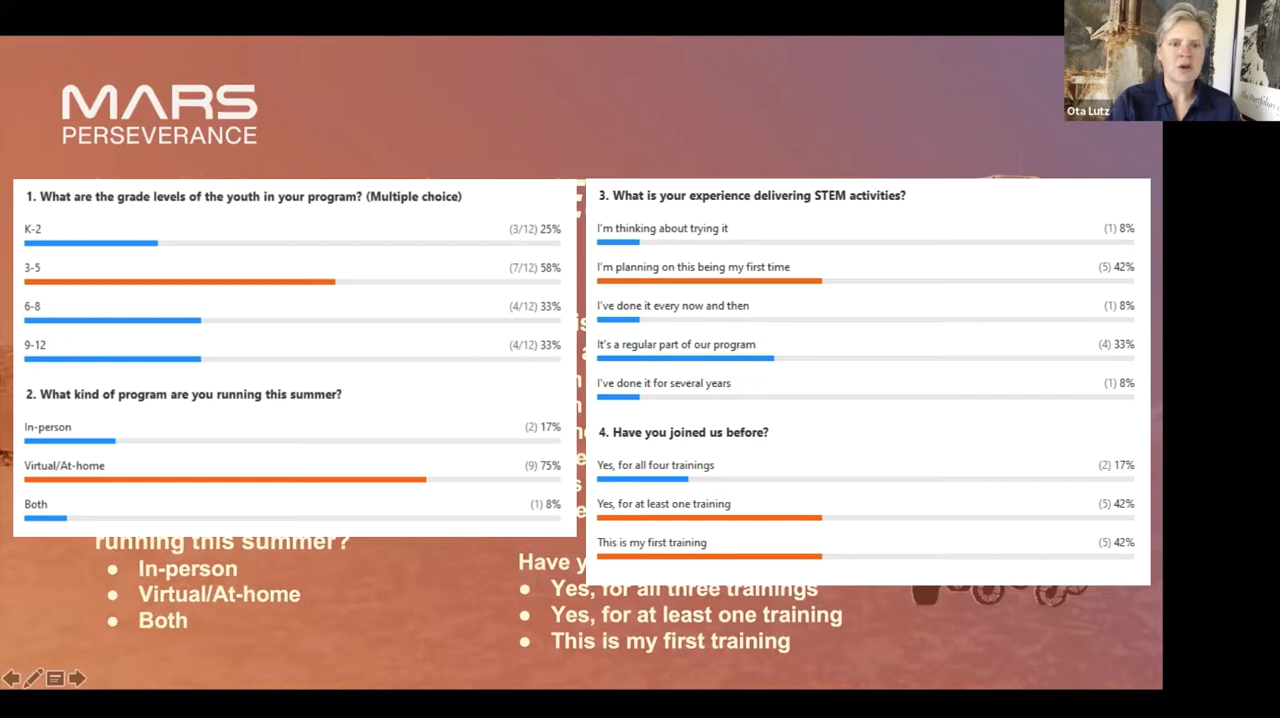 MARS
PERSEVERANCE
Ota Lutz
1. What are the grade levels of the youth in your program? (Multiple choice)
K-2 (3/12) 25%
3-5 (7/12) 58%
6-8 (4/12) 33%
9-12 (4/12) 33%
2. What kind of program are you running this summer?
In-person (2) 17%
Virtual/At-home (9) 75%
Both (1) 8%
3. What is your experience delivering STEM activities?
I'm thinking about trying it (1) 8%
I'm planning on this being my first time (5) 42%
I've done it every now and then (1) 8%
It's a regular part of our program (4) 33%
I've done it for several years (1) 8%
4. Have you joined us before?
Yes, for all four trainings (2) 17%
Yes, for at least one training (5) 42%
This is my first training (5) 42%
running this summer?
● In-person
● Virtual/At-home
● Both
Have y
● Yes, for all three trainings
● Yes, for at least one training
● This is my first training